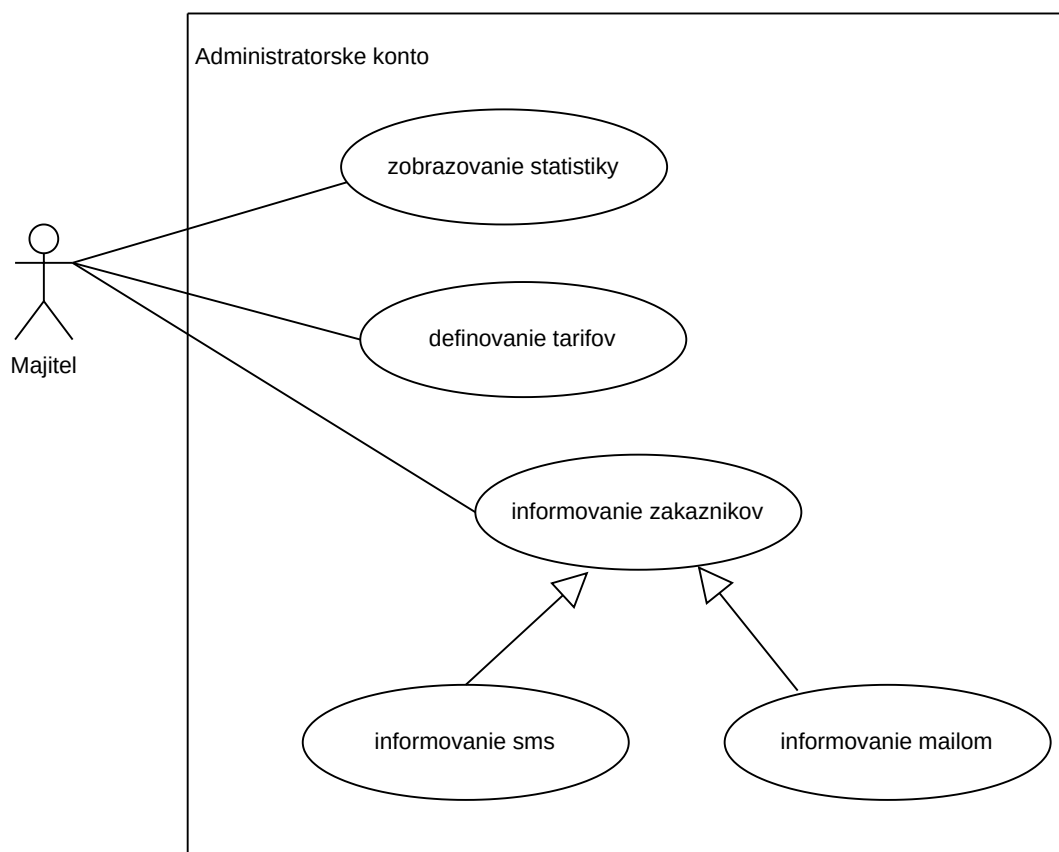 Administratorske konto
zobrazovanie statistiky
definovanie tarifov
Majitel
informovanie zakaznikov
informovanie sms
informovanie mailom